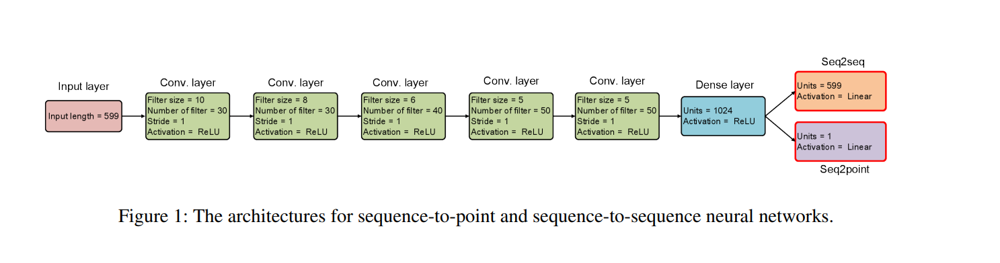 Input layer
Input length = 599
Conv. layer
Filter size = 10
Number of filter = 30
Stride = 1
Activation = ReLU
Conv. layer
Filter size = 8
Number of filter = 30
Stride = 1
Activation = ReLU
Conv. layer
Filter size = 6
Number of filter = 40
Stride = 1
Activation = ReLU
Conv. layer
Filter size = 5
Number of filter = 50
Stride = 1
Activation = ReLU
Conv. layer
Filter size = 5
Number of filter = 50
Stride = 1
Activation = ReLU
Dense layer
Units = 1024
Activation = ReLU
Seq2seq
Units = 599
Activation = Linear
Units = 1
Activation = Linear
Seq2point
Figure 1: The architectures for sequence-to-point and sequence-to-sequence neural networks.